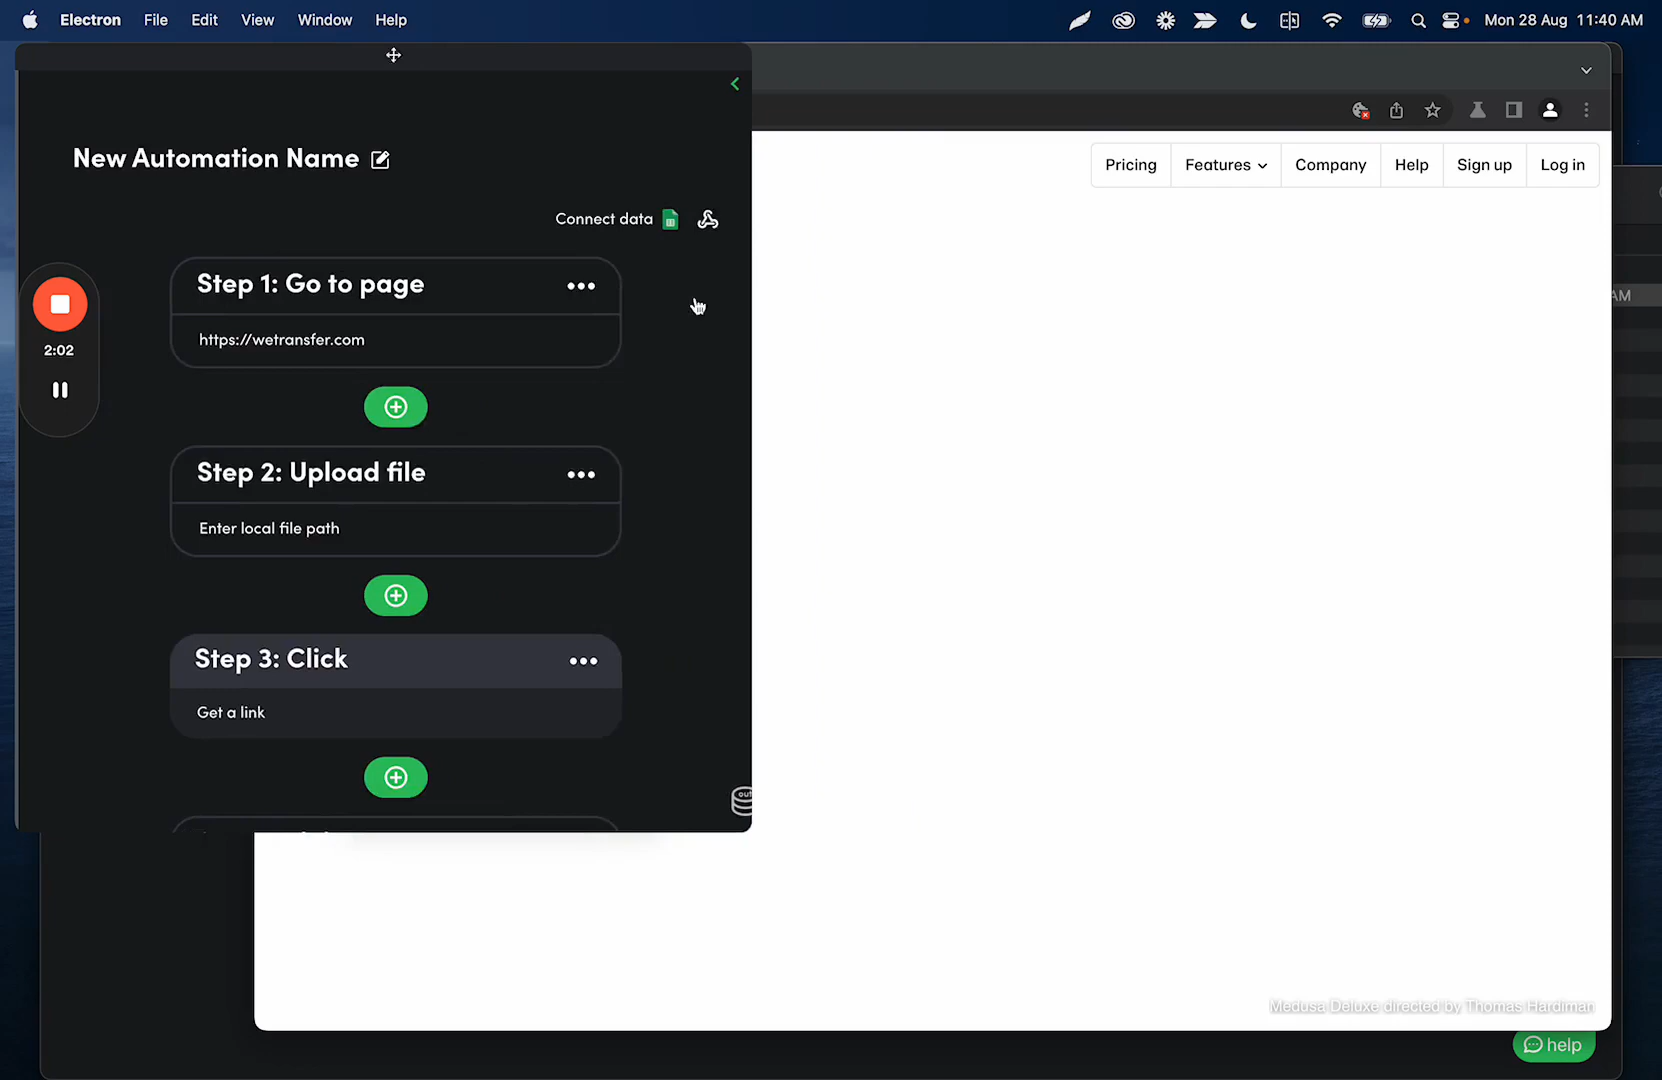 Electron File Edit View Window Help Mon 28 Aug 11:40 AM
New Automation Name
Connect data
Pricing Features Company Help Sign up Log in
Step 1: Go to page
https://wetransfer.com
2:02
AM
Step 2: Upload file
Enter local file path
Step 3: Click
Get a link
out
Medusa Deluxe directed by Thomas Hardiman
help